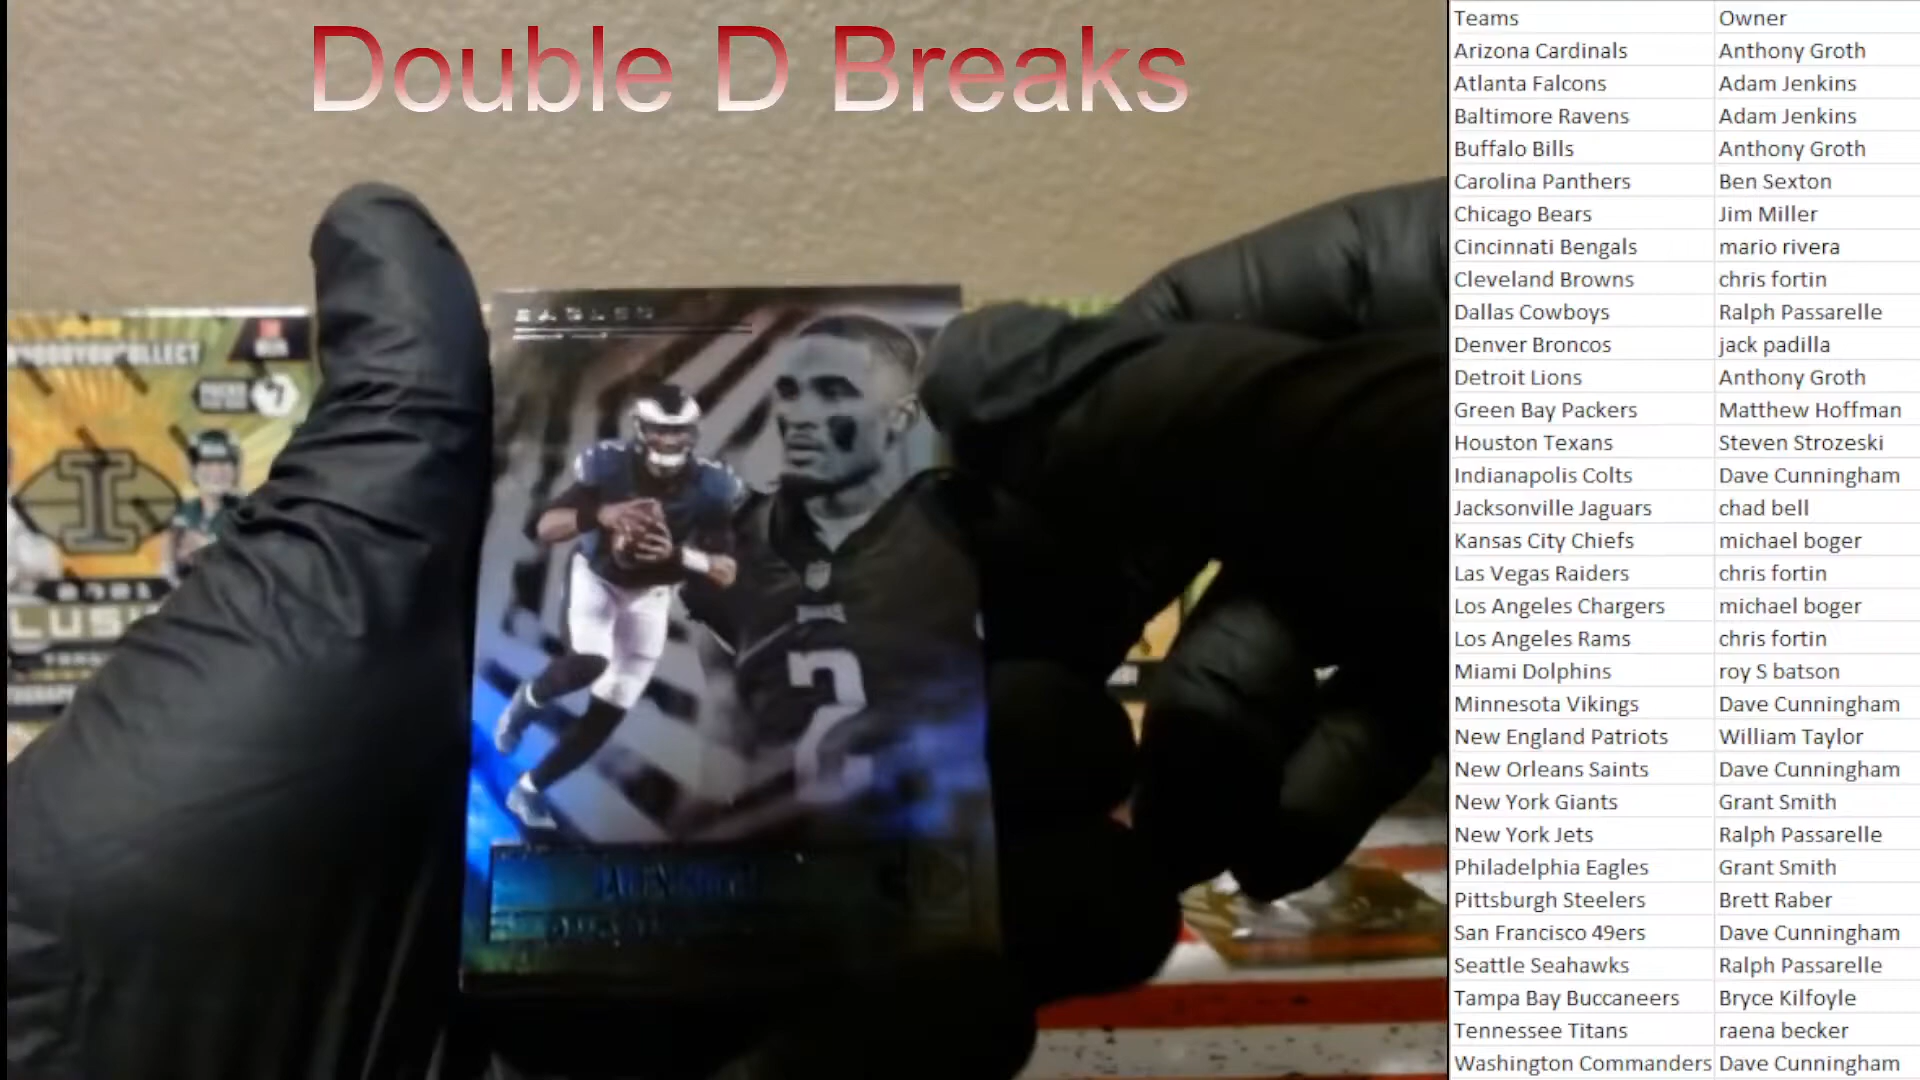 Double D Breaks
EAGLES
2
Teams Owner
Arizona Cardinals Anthony Groth
Atlanta Falcons Adam Jenkins
Baltimore Ravens Adam Jenkins
Buffalo Bills Anthony Groth
Carolina Panthers Ben Sexton
Chicago Bears Jim Miller
Cincinnati Bengals mario rivera
Cleveland Browns chris fortin
Dallas Cowboys Ralph Passarelle
Denver Broncos jack padilla
Detroit Lions Anthony Groth
Green Bay Packers Matthew Hoffman
Houston Texans Steven Strozeski
Indianapolis Colts Dave Cunningham
Jacksonville Jaguars chad bell
Kansas City Chiefs michael boger
Las Vegas Raiders chris fortin
Los Angeles Chargers michael boger
Los Angeles Rams chris fortin
Miami Dolphins roy S batson
Minnesota Vikings Dave Cunningham
New England Patriots William Taylor
New Orleans Saints Dave Cunningham
New York Giants Grant Smith
New York Jets Ralph Passarelle
Philadelphia Eagles Grant Smith
Pittsburgh Steelers Brett Raber
San Francisco 49ers Dave Cunningham
Seattle Seahawks Ralph Passarelle
Tampa Bay Buccaneers Bryce Kilfoyle
Tennessee Titans raena becker
Washington Commanders Dave Cunningham